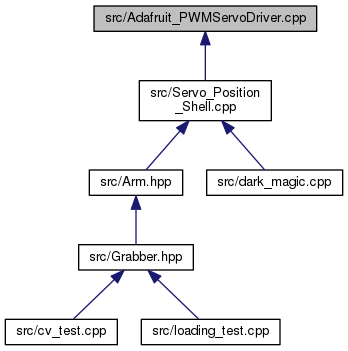 src/Adafruit_PWMServoDriver.cpp
src/Servo_Position
_Shell.cpp
src/Arm.hpp
src/dark_magic.cpp
src/Grabber.hpp
src/cv_test.cpp
src/loading_test.cpp